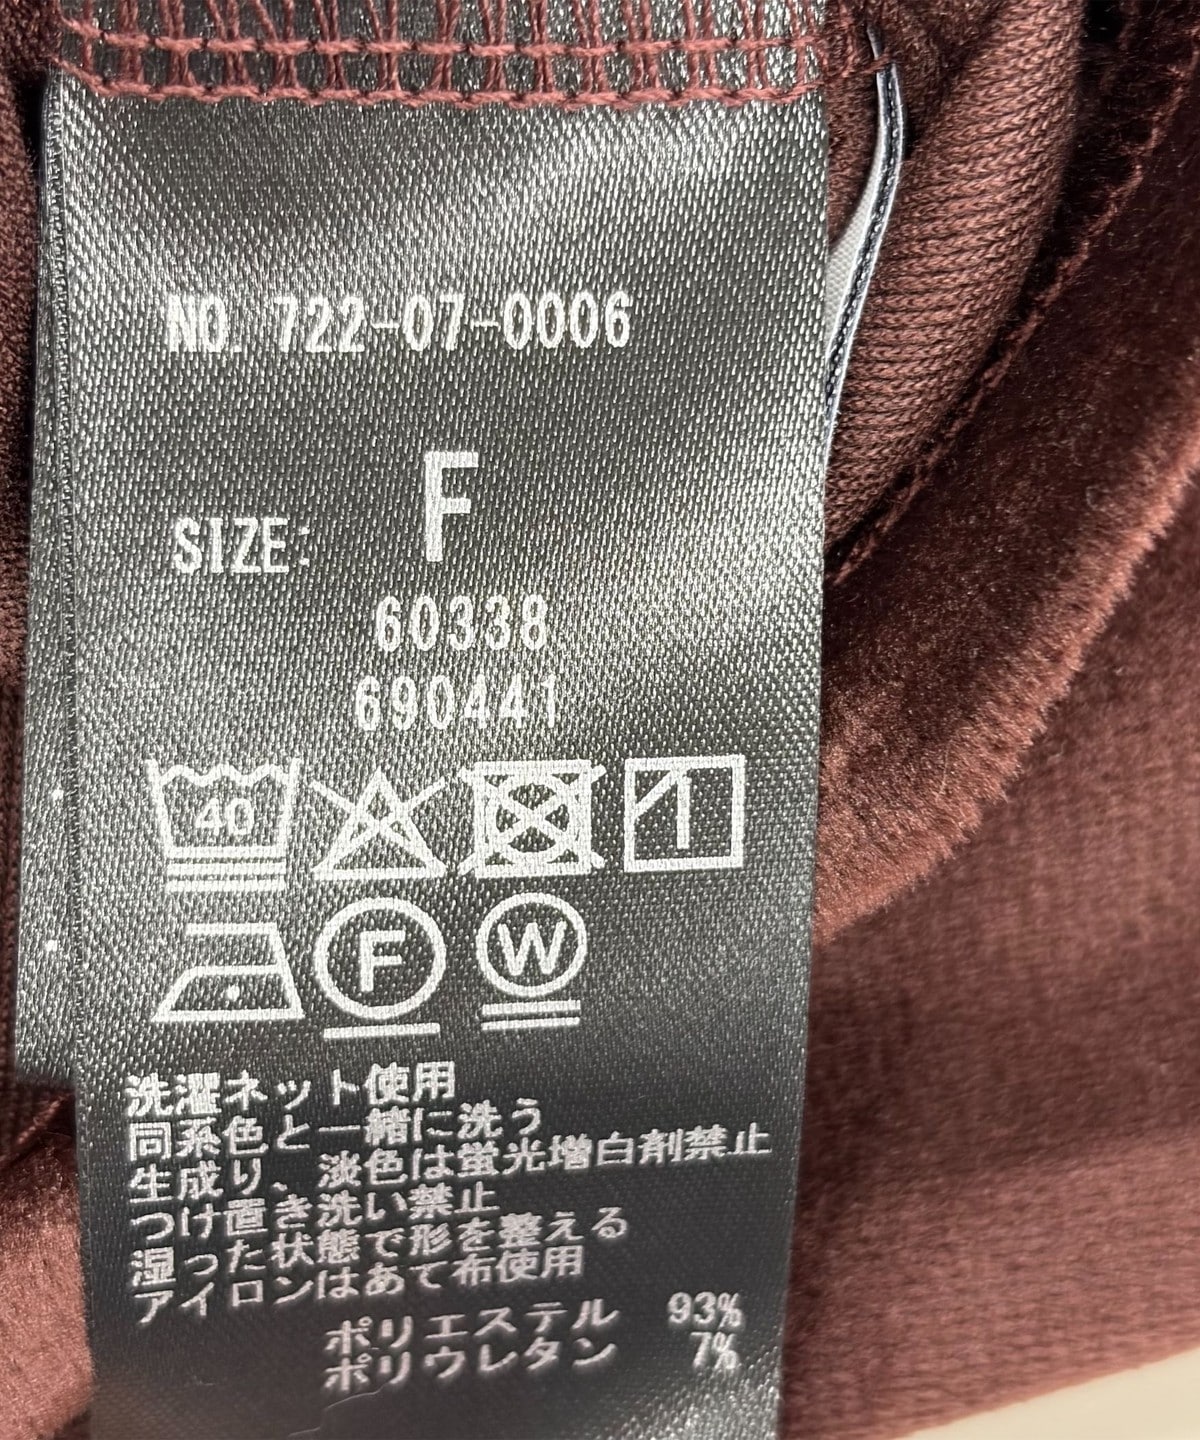 NO. 722-07-0006
SIZE: F
60338
690441
40
F W
洗濯ネット使用
同系色と一緒に洗う
生成り、淡色は蛍光増白剤禁止
つけ置き洗い禁止
湿った状態で形を整える
アイロンはあて布使用
ポリエステル 93%
ポリウレタン 7%